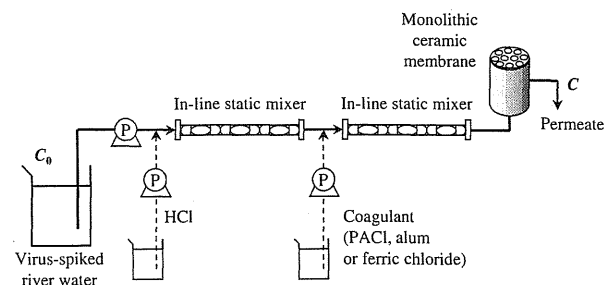 Monolithic
ceramic
membrane
C
Permeate
In-line static mixer
In-line static mixer
P
C0
P
P
HCl
Coagulant
(PACl, alum
or ferric chloride)
Virus-spiked
river water